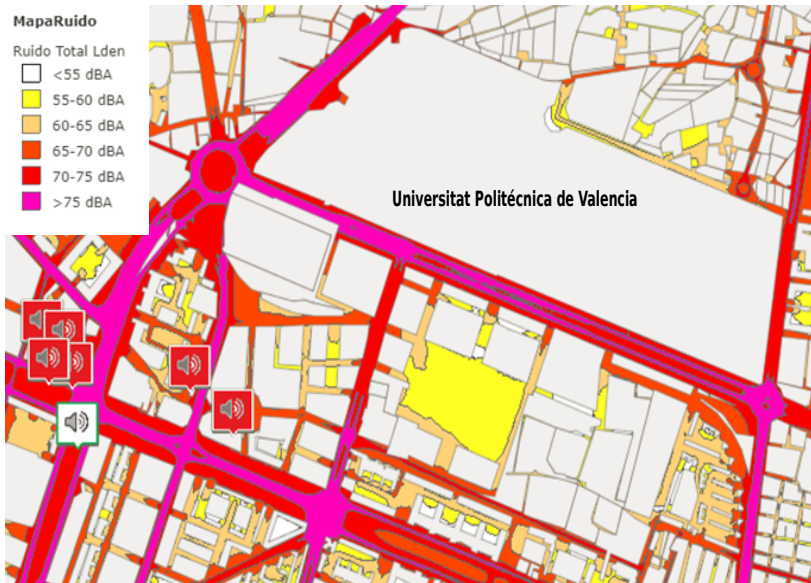 MapaRuido
Ruido Total Lden
<55 dBA
55-60 dBA
60-65 dBA
65-70 dBA
70-75 dBA
>75 dBA
Universitat Politécnica de Valencia